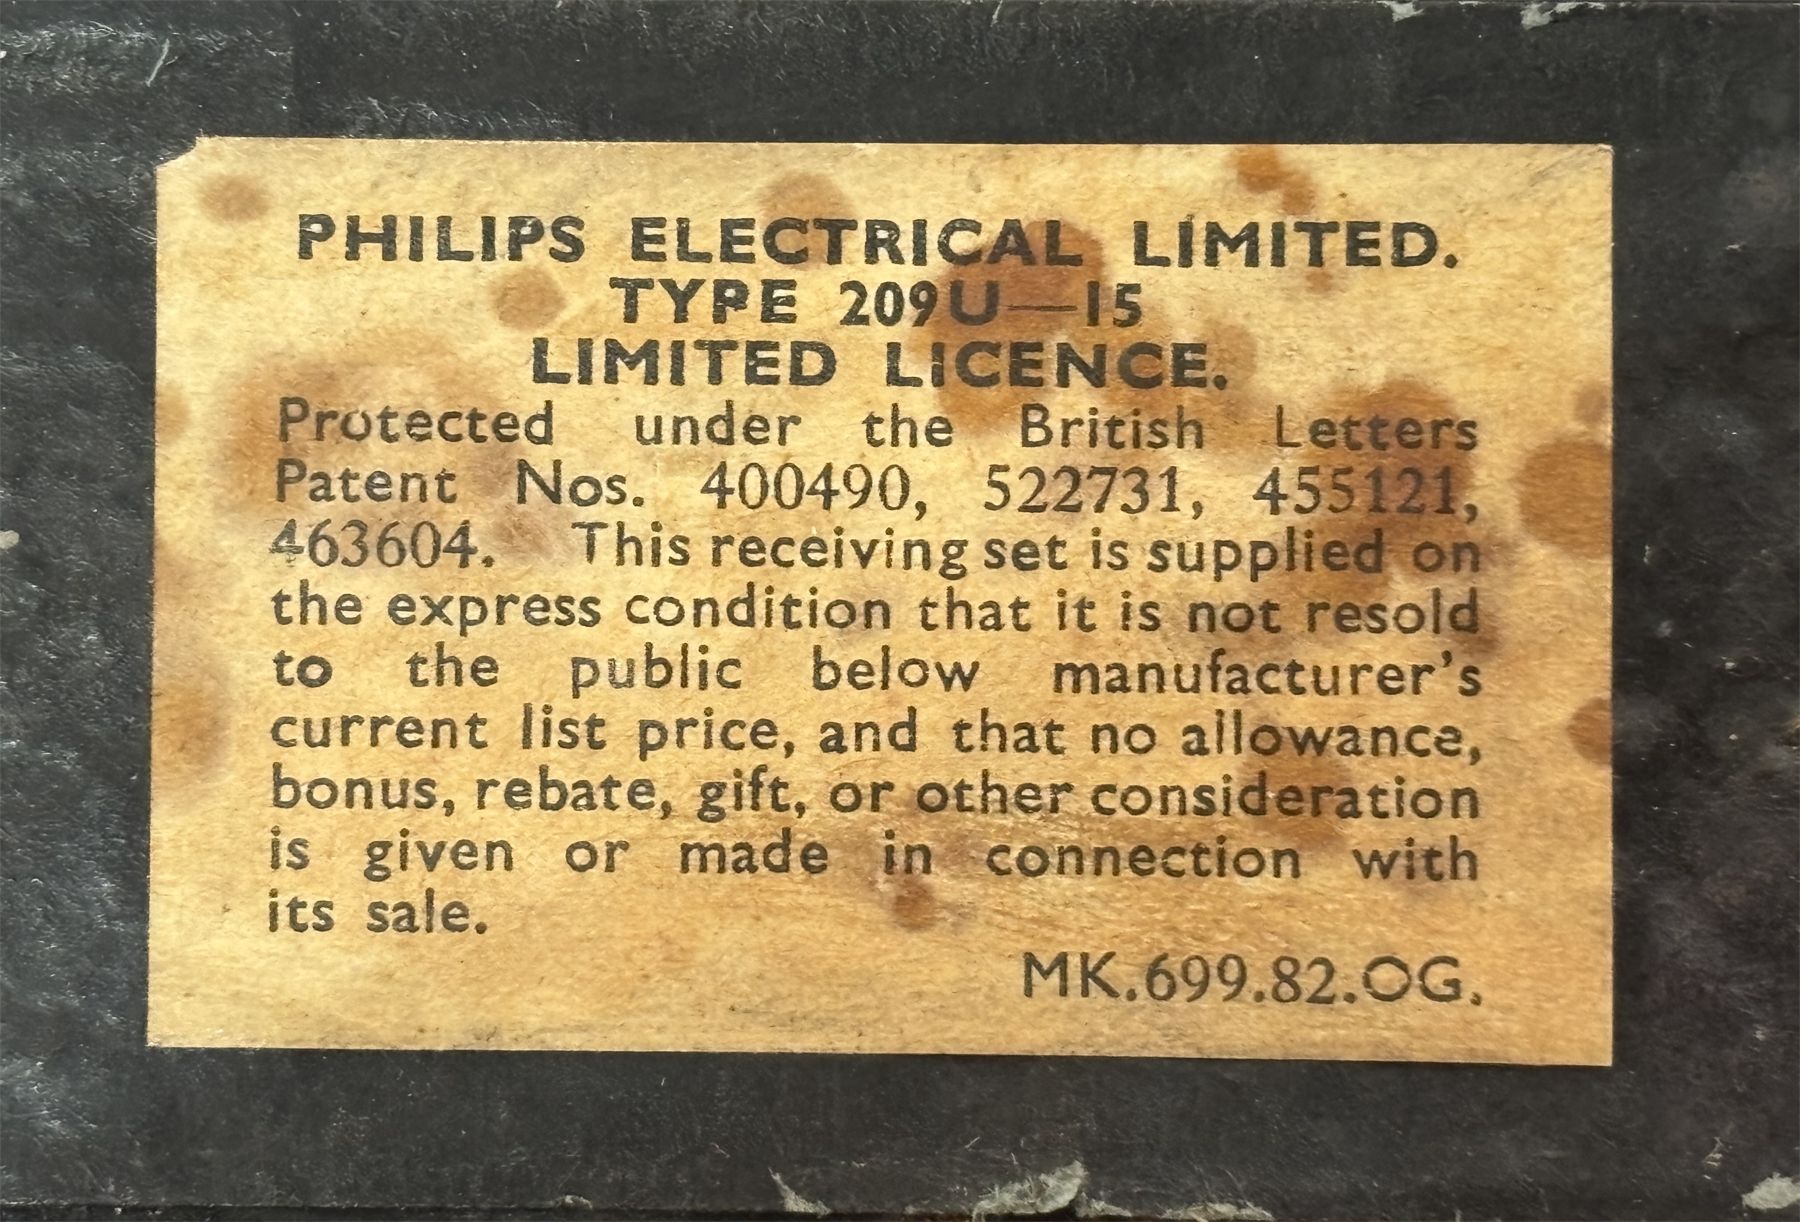 PHILIPS ELECTRICAL LIMITED.
TYPE 209U—15
LIMITED LICENCE.
Protected under the British Letters
Patent Nos. 400490, 522731, 455121,
463604. This receiving set is supplied on
the express condition that it is not resold
to the public below manufacturer's
current list price, and that no allowance,
bonus, rebate, gift, or other consideration
is given or made in connection with
its sale.
MK.699.82.OG.